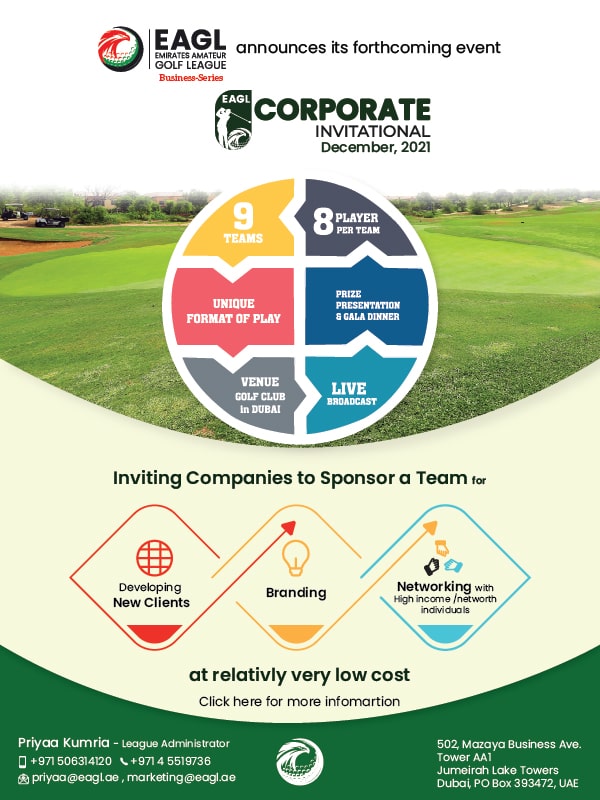 EAGL
EMIRATES AMATEUR
GOLF LEAGUE
Business-Series
announces its forthcoming event
EAGL
CORPORATE
INVITATIONAL
December, 2021
9
TEAMS
8 PLAYER
PER TEAM
UNIQUE
FORMAT OF PLAY
PRIZE
PRESENTATION
& GALA DINNER
VENUE
GOLF CLUB
in DUBAI
LIVE
BROADCAST
Inviting Companies to Sponsor a Team for
Developing
New Clients
Branding
Networking with
High income /networth
individuals
at relativly very low cost
Click here for more infomartion
Priyaa Kumria - League Administrator
+971 506314120 +971 4 5519736
priyaa@eagl.ae , marketing@eagl.ae
502, Mazaya Business Ave.
Tower AA1
Jumeirah Lake Towers
Dubai, PO Box 393472, UAE